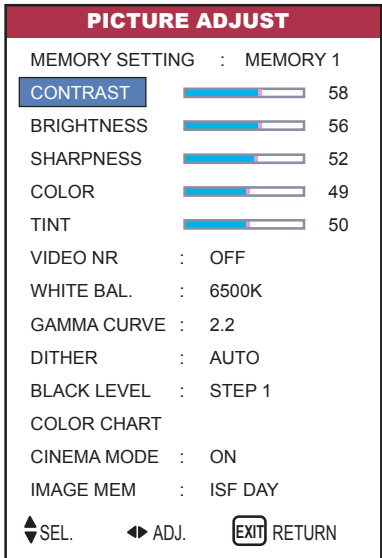 PICTURE ADJUST
MEMORY SETTING : MEMORY 1
CONTRAST 58
BRIGHTNESS 56
SHARPNESS 52
COLOR 49
TINT 50
VIDEO NR : OFF
WHITE BAL. : 6500K
GAMMA CURVE : 2.2
DITHER : AUTO
BLACK LEVEL : STEP 1
COLOR CHART
CINEMA MODE : ON
IMAGE MEM : ISF DAY
SEL. ADJ. EXIT RETURN